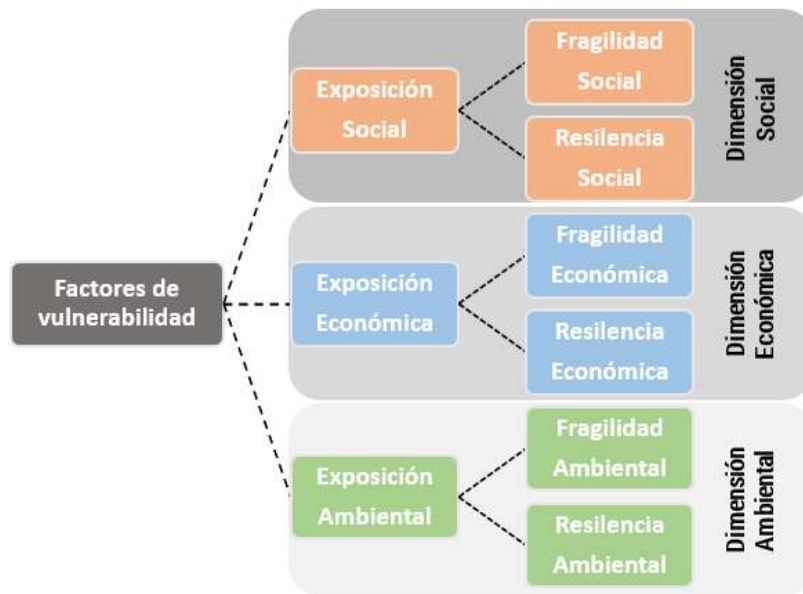 Factores de
vulnerabilidad
Exposición
Social
Fragilidad
Social
Resilencia
Social
Dimensión
Social
Exposición
Económica
Fragilidad
Económica
Resilencia
Económica
Dimensión
Económica
Exposición
Ambiental
Fragilidad
Ambiental
Resilencia
Ambiental
Dimensión
Ambiental